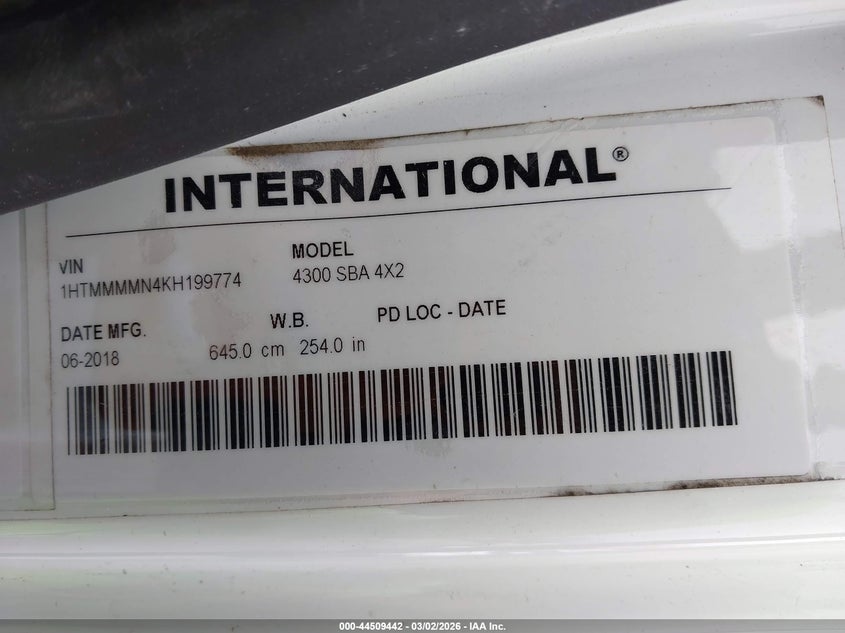 INTERNATIONAL®
VIN
1HTMMMMN4KH199774
MODEL
4300 SBA 4X2
DATE MFG.
06-2018
W.B.
645.0 cm 254.0 in
PD LOC - DATE
000-44509442 - 03/02/2026 - IAA Inc.